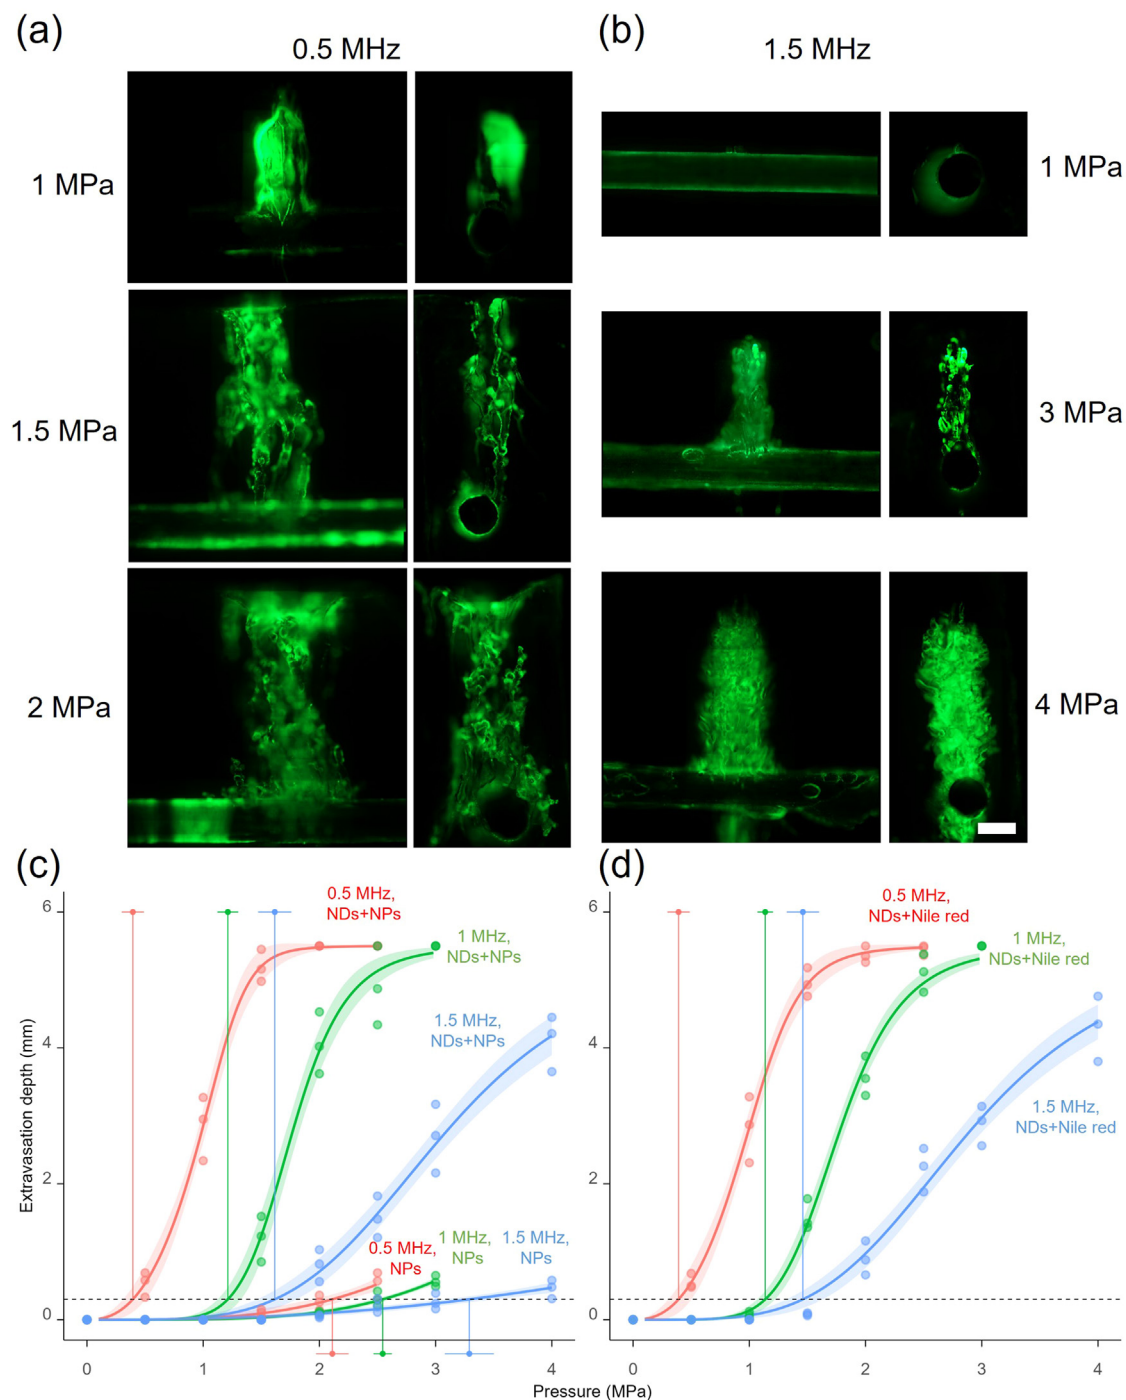 (a)
(b)
0.5 MHz
1.5 MHz
1 MPa
1 MPa
1.5 MPa
3 MPa
2 MPa
4 MPa
(c)
(d)
0.5 MHz,
NDs+NPs
1 MHz,
NDs+NPs
1.5 MHz,
NDs+NPs
0.5 MHz,
NPs
1 MHz,
NPs
1.5 MHz,
NPs
6
4
2
0
Extravasation depth (mm)
0 1 2 3 4
0.5 MHz,
NDs+Nile red
1 MHz,
NDs+Nile red
1.5 MHz,
NDs+Nile red
6
4
2
0
0 1 2 3 4
Pressure (MPa)